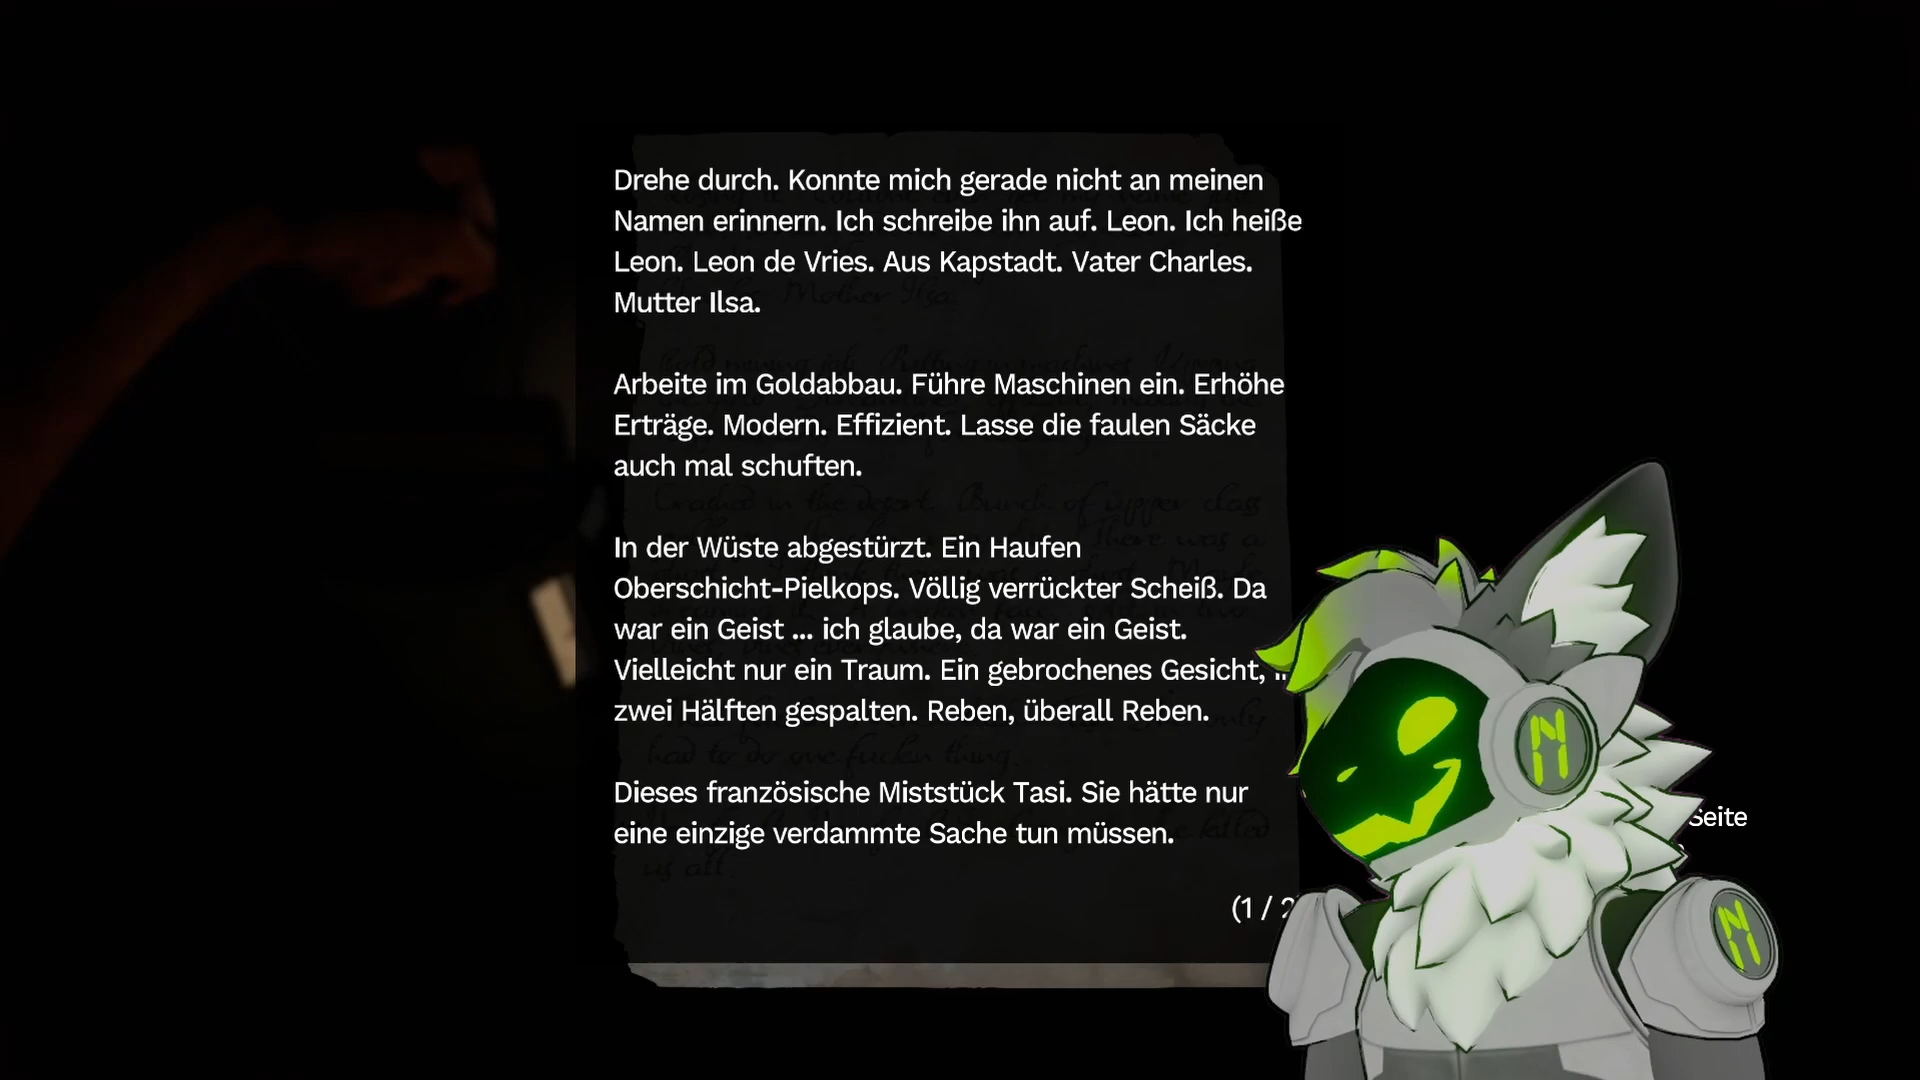 Drehe durch. Konnte mich gerade nicht an meinen
Namen erinnern. Ich schreibe ihn auf. Leon. Ich heiße
Leon. Leon de Vries. Aus Kapstadt. Vater Charles.
Mutter Ilsa.
Arbeite im Goldabbau. Führe Maschinen ein. Erhöhe
Erträge. Modern. Effizient. Lasse die faulen Säcke
auch mal schuften.
In der Wüste abgestürzt. Ein Haufen
Oberschicht-Pielkops. Völlig verrückter Scheiß. Da
war ein Geist ... ich glaube, da war ein Geist.
Vielleicht nur ein Traum. Ein gebrochenes Gesicht,
zwei Hälften gespalten. Reben, überall Reben.
Dieses französische Miststück Tasi. Sie hätte nur
eine einzige verdammte Sache tun müssen.
(1 / 2
Seite
N
N